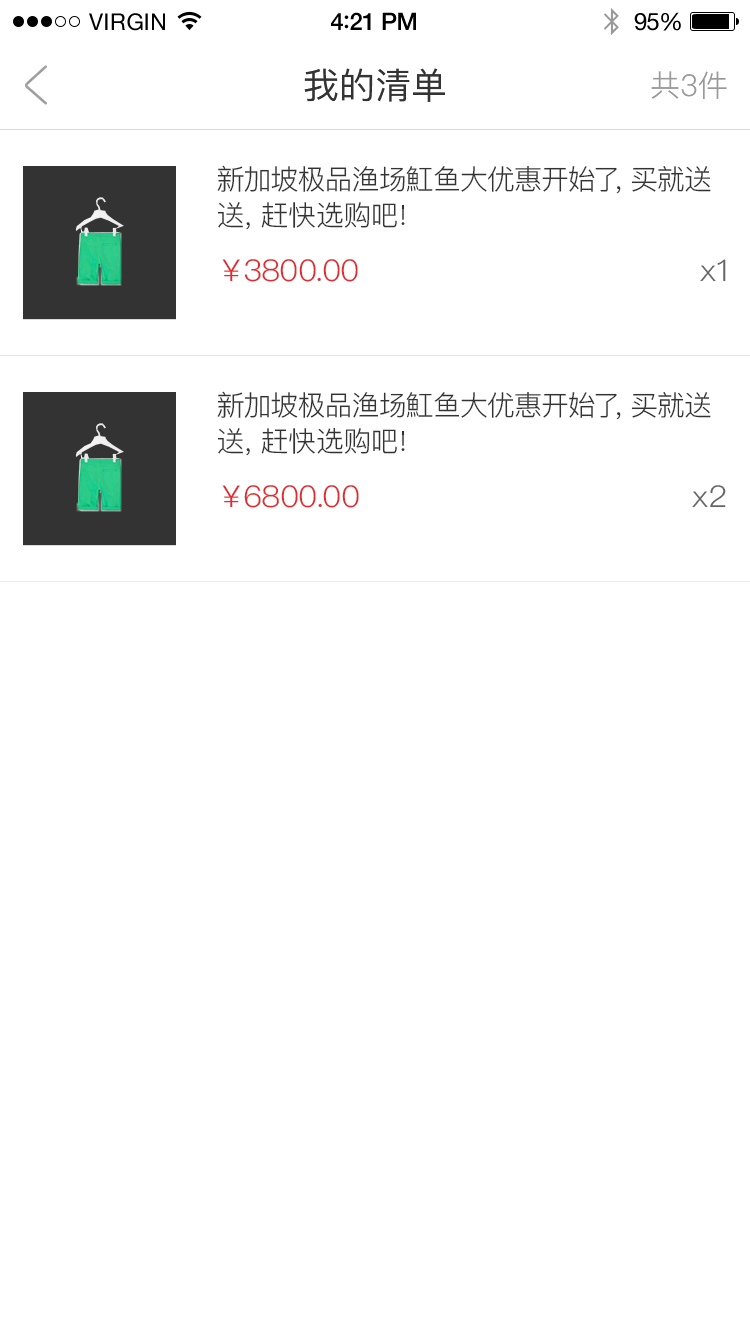 VIRGIN 4:21 PM 95%
我的清单 共3件
新加坡极品渔场魟鱼大优惠开始了, 买就送
送, 赶快选购吧!
￥3800.00 x1
新加坡极品渔场魟鱼大优惠开始了, 买就送
送, 赶快选购吧!
￥6800.00 x2